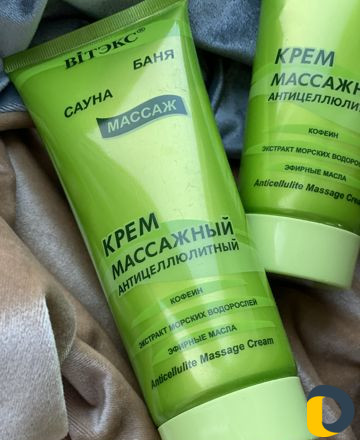 ВIТЭКС®
САУНА
БАНЯ
МАССАЖ
КРЕМ
МАССАЖНЫЙ
АНТИЦЕЛЛЮЛИТНЫЙ
КОФЕИН
ЭКСТРАКТ МОРСКИХ ВОДОРОСЛЕЙ
ЭФИРНЫЕ МАСЛА
Anticellulite Massage Cream
КРЕМ
МАССАЖН
АНТИЦЕЛЛЮЛИ
КОФЕИН
ЭКСТРАКТ МОРСКИХ ВОДОРО
ЭФИРНЫЕ МАСЛА
Anticellulite Massage Crea